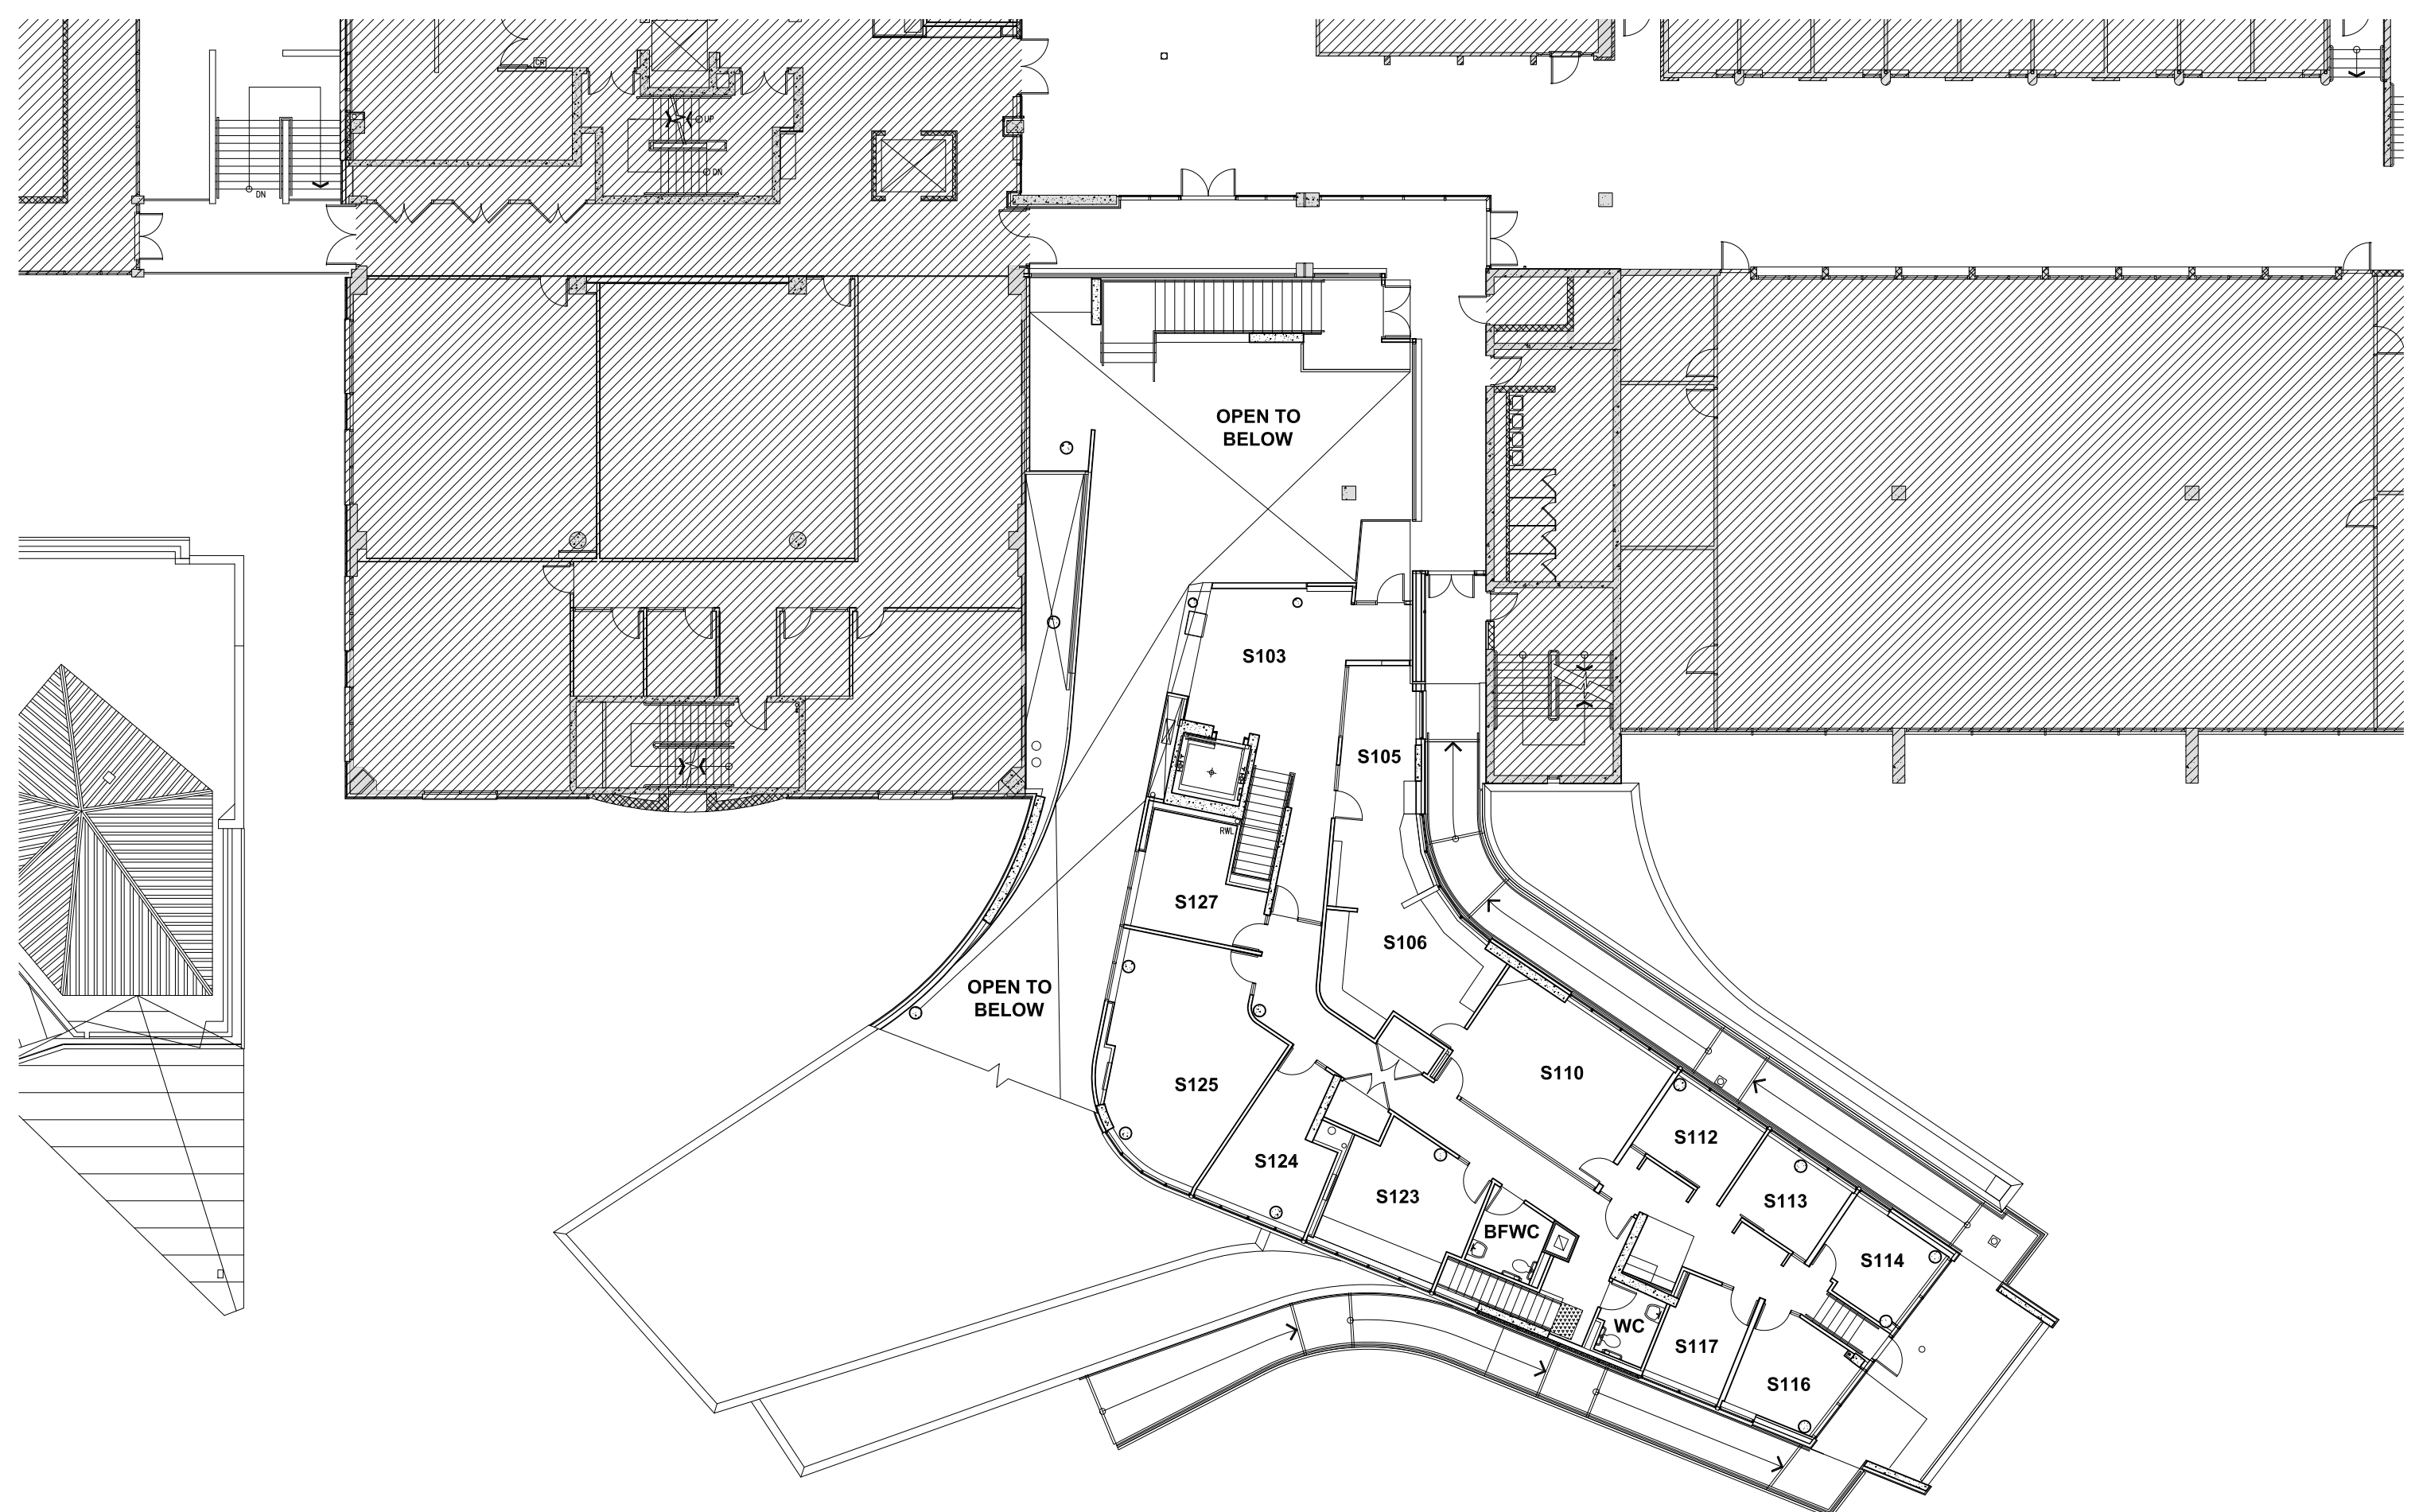 CR
UP
DN
DN
OPEN TO
BELOW
S103
S105
RWL
S127
S106
OPEN TO
BELOW
S110
S125
S112
S124
S123
S113
BFWC
S114
WC
S117
S116